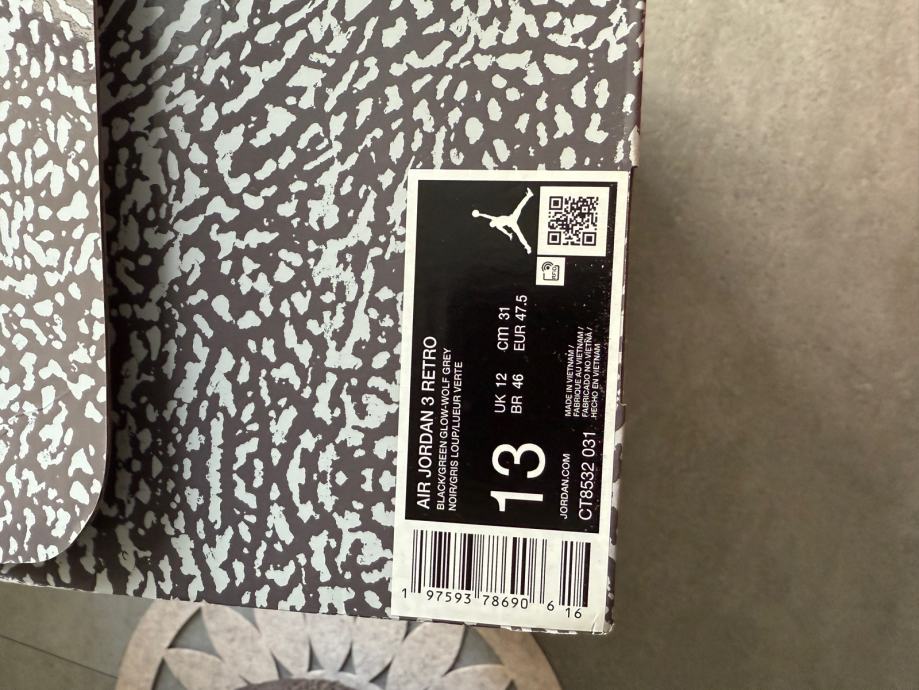 AIR JORDAN 3 RETRO
BLACK/GREEN GLOW-WOLF GREY
NOIR/GRIS LOUP/LUEUR VERTE
13
UK 12 cm 31
BR 46 EUR 47.5
JORDAN.COM
CT8532 031
MADE IN VIETNAM /
FABRIQUE AU VIETNAM /
FABRICADO NO VIETNÃ /
HECHO EN VIETNAM
1 97593 78690 6 16